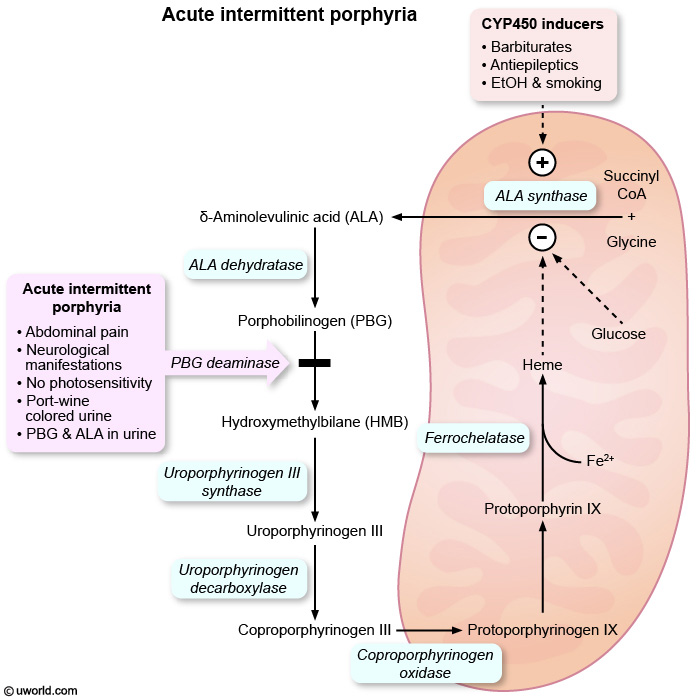 Acute intermittent porphyria
CYP450 inducers
• Barbiturates
• Antiepileptics
• EtOH & smoking
+
Succinyl
CoA
ALA synthase
δ-Aminolevulinic acid (ALA)
+
−
Glycine
ALA dehydratase
Acute intermittent
porphyria
• Abdominal pain
• Neurological
manifestations
• No photosensitivity
• Port-wine
colored urine
• PBG & ALA in urine
Porphobilinogen (PBG)
Glucose
PBG deaminase
Heme
Hydroxymethylbilane (HMB)
Ferrochelatase
Fe2+
Uroporphyrinogen III
synthase
Protoporphyrin IX
Uroporphyrinogen III
Uroporphyrinogen
decarboxylase
Coproporphyrinogen III
Protoporphyrinogen IX
Coproporphyrinogen
oxidase
© uworld.com